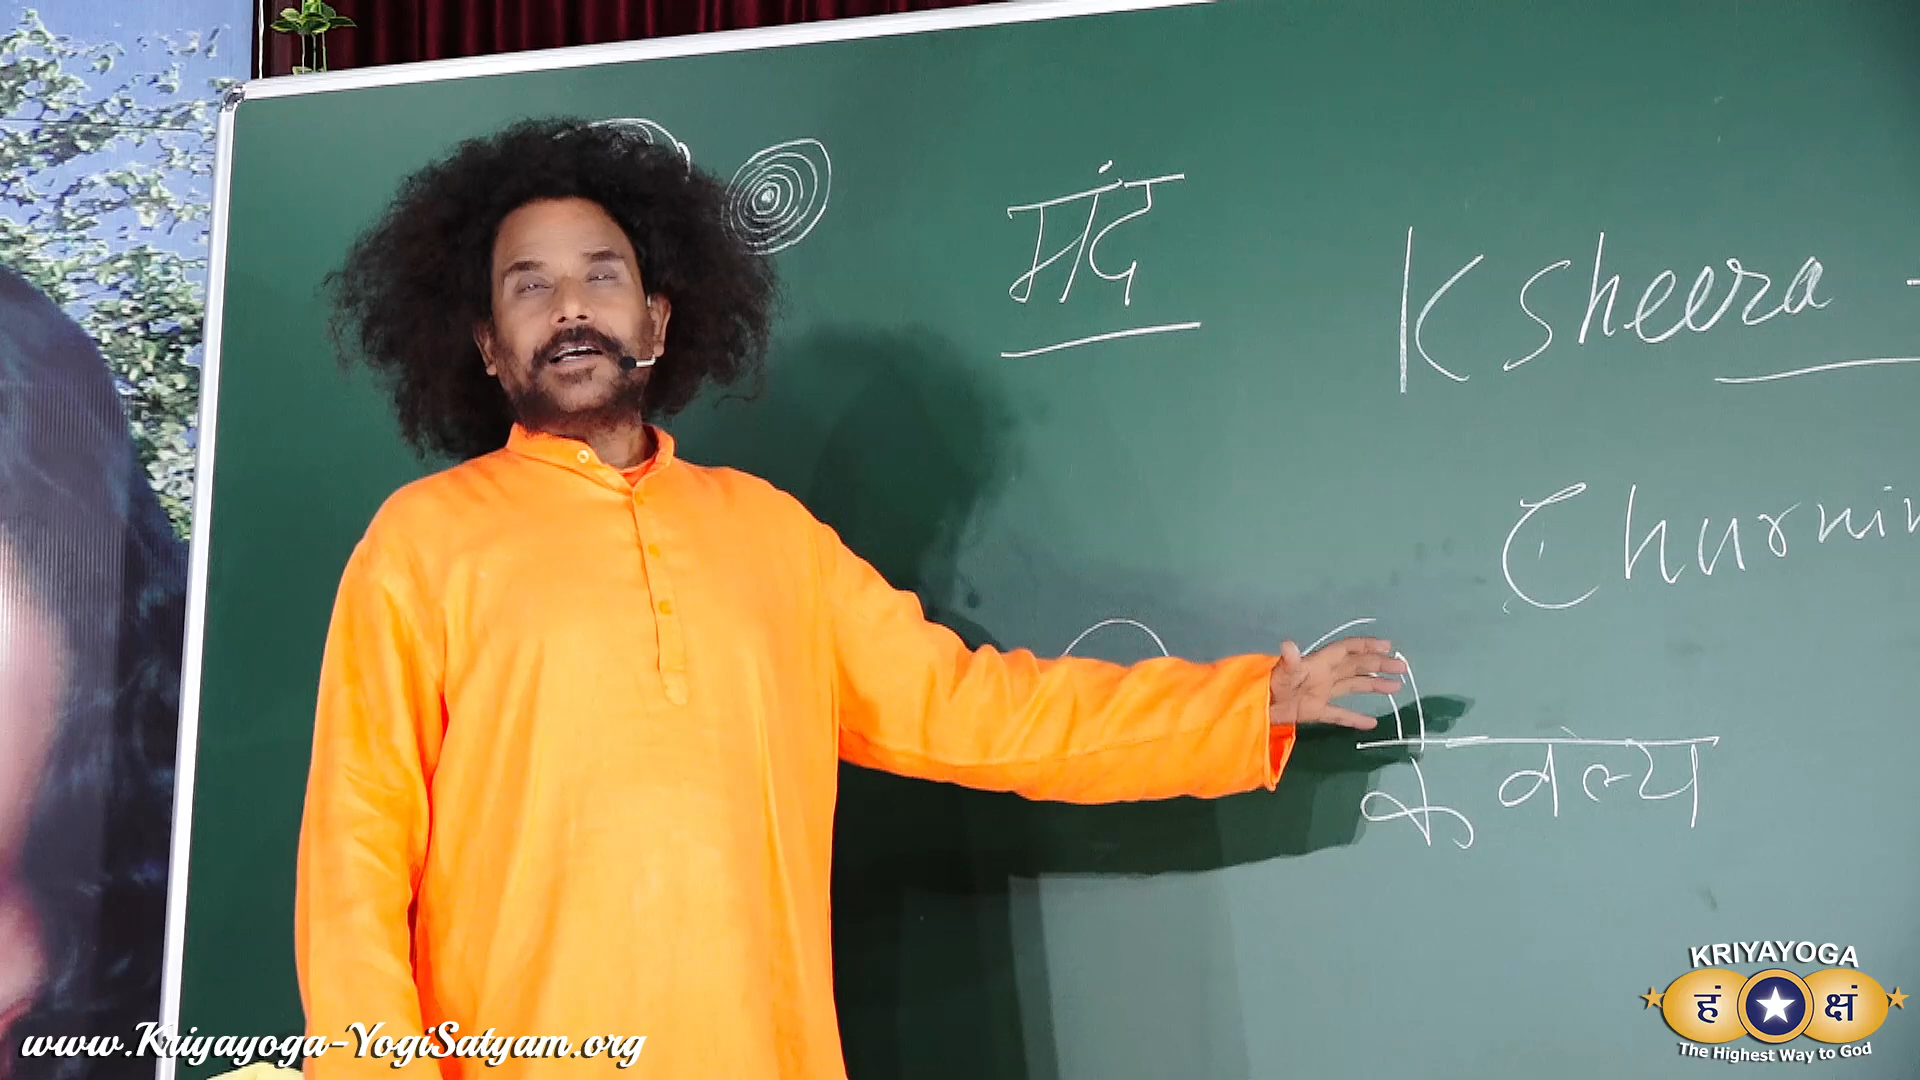 मंद
Ksheera -
Churnin
कैवल्य
KRIYAYOGA
हं क्षं
The Highest Way to God
www.Kriyayoga-YogiSatyam.org